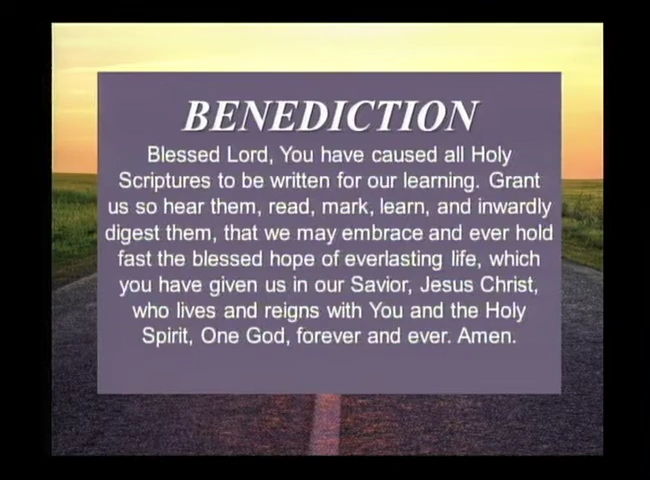 BENEDICTION
Blessed Lord, You have caused all Holy
Scriptures to be written for our learning. Grant
us so hear them, read, mark, learn, and inwardly
digest them, that we may embrace and ever hold
fast the blessed hope of everlasting life, which
you have given us in our Savior, Jesus Christ,
who lives and reigns with You and the Holy
Spirit, One God, forever and ever. Amen.